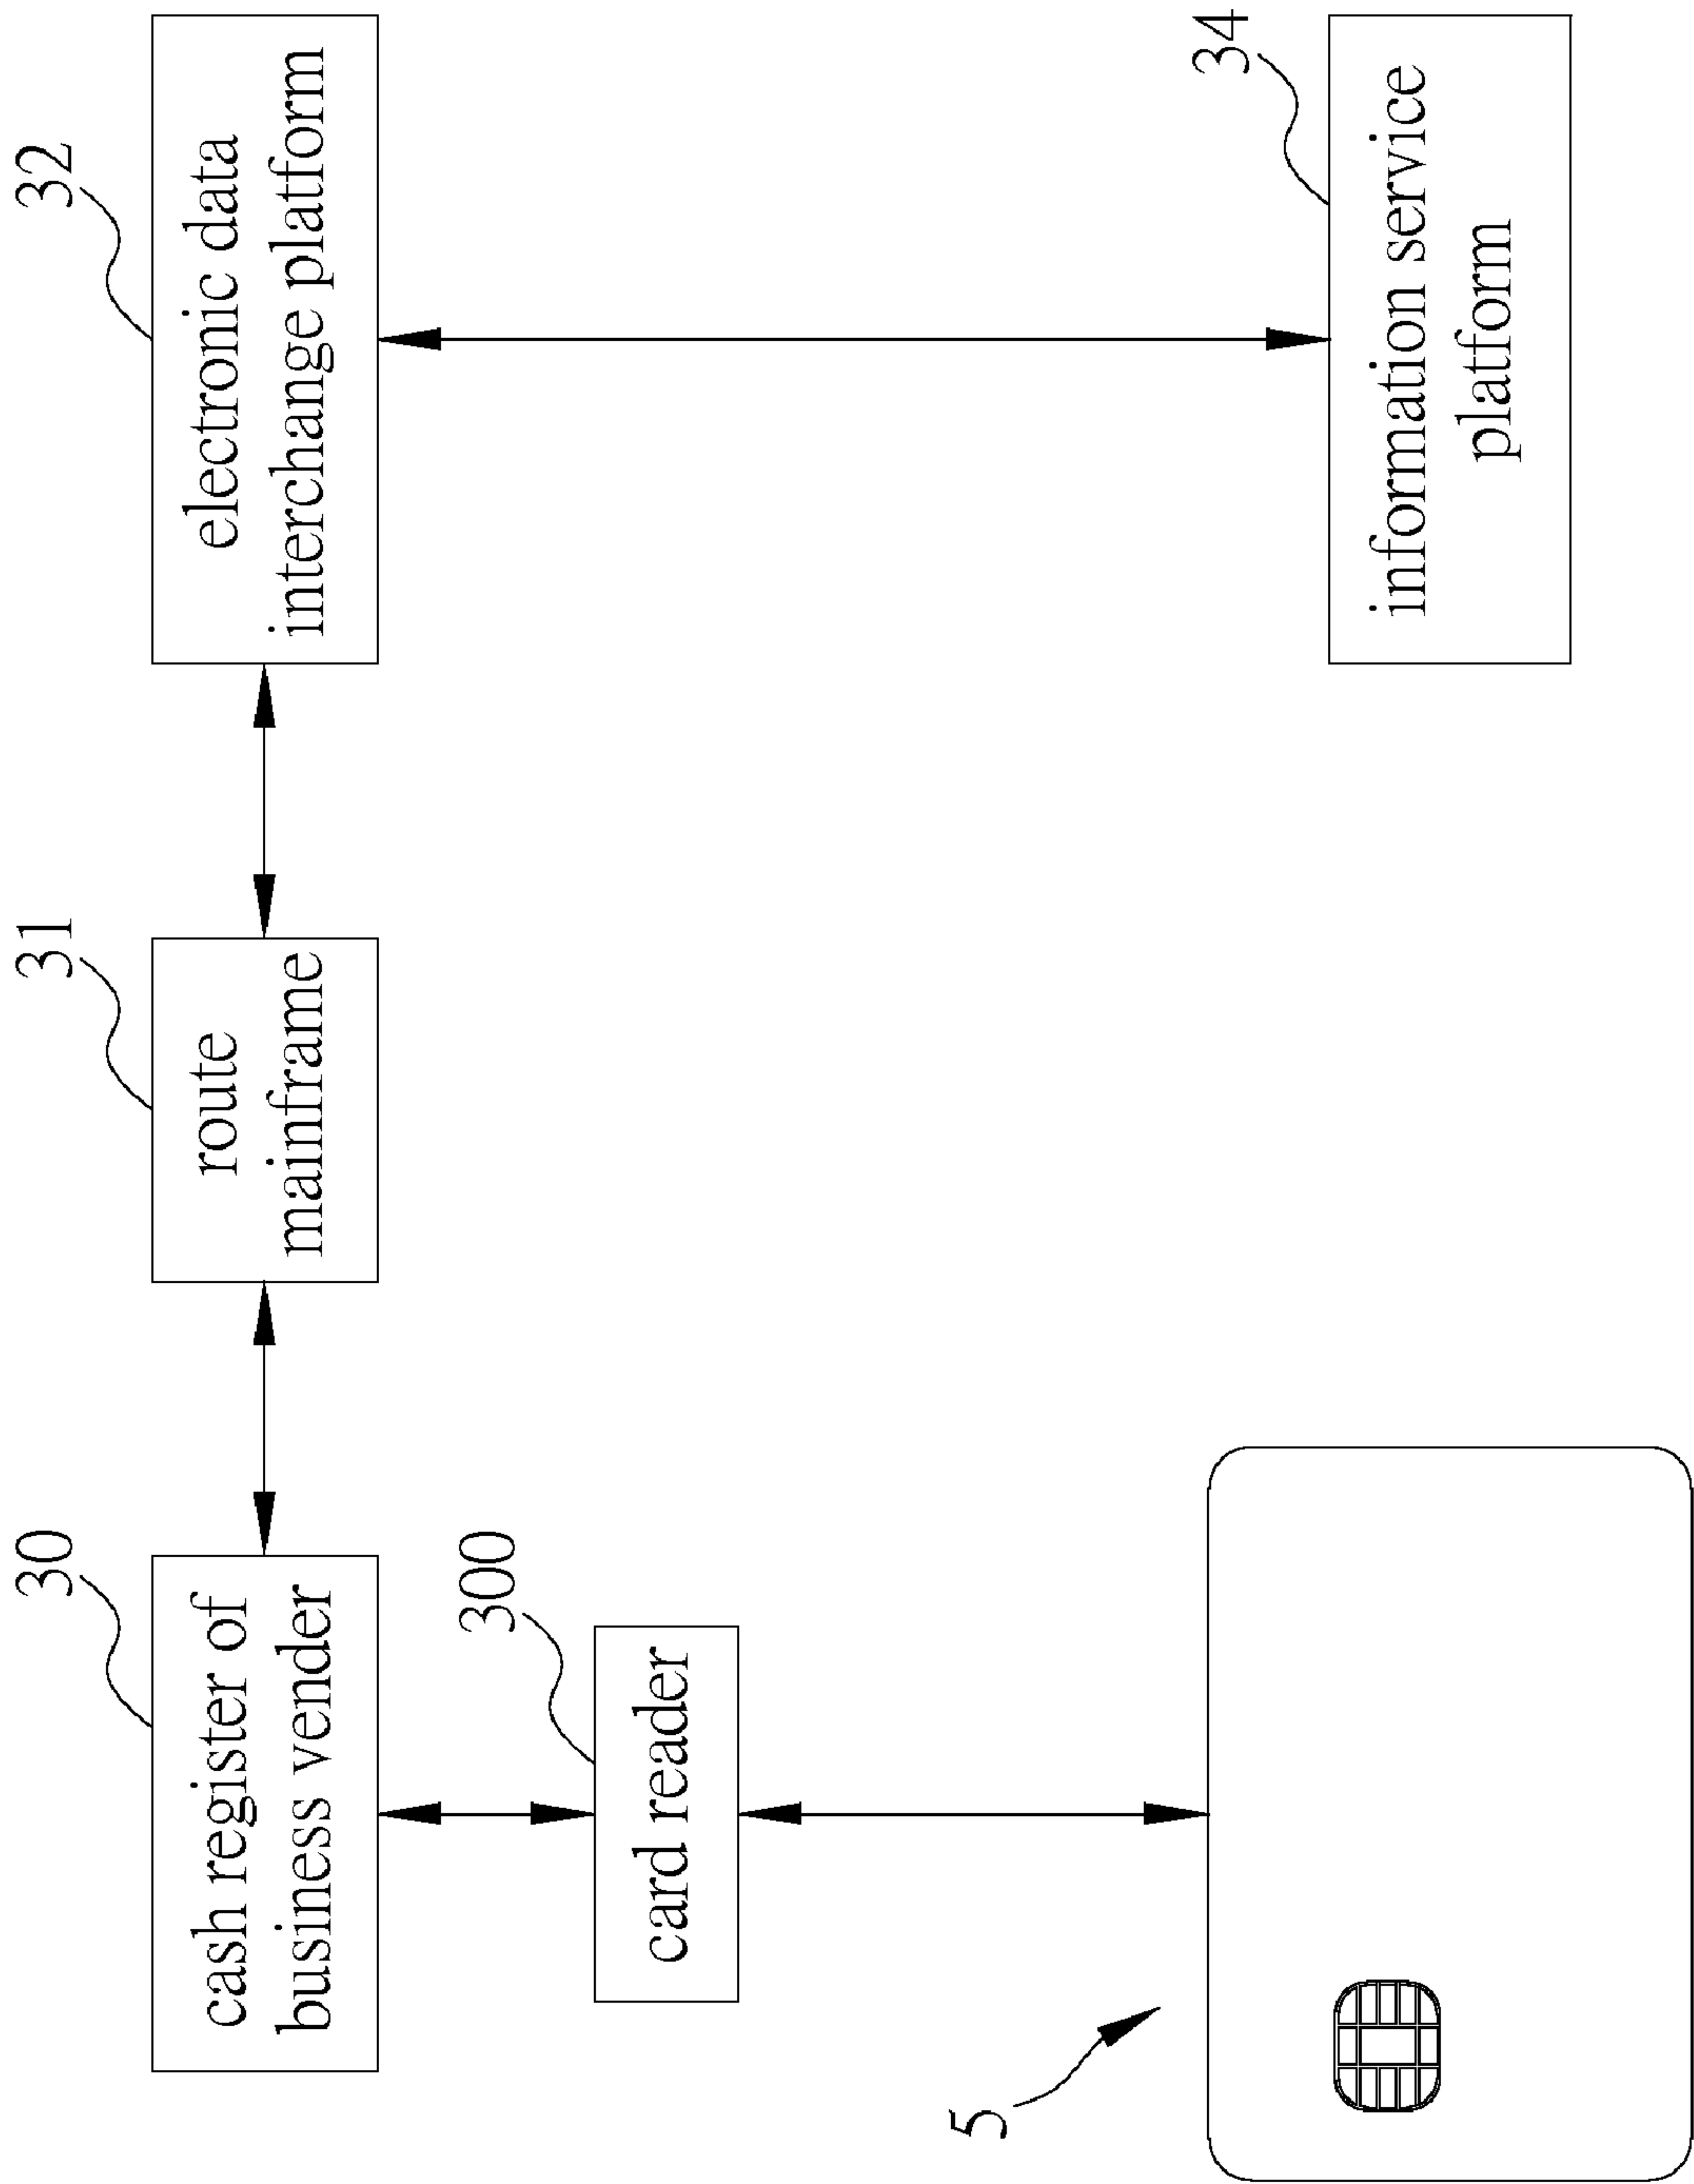 30
cash register of
business vender
31
route
mainframe
32
electronic data
interchange platform
300
card reader
5
34
information service
platform